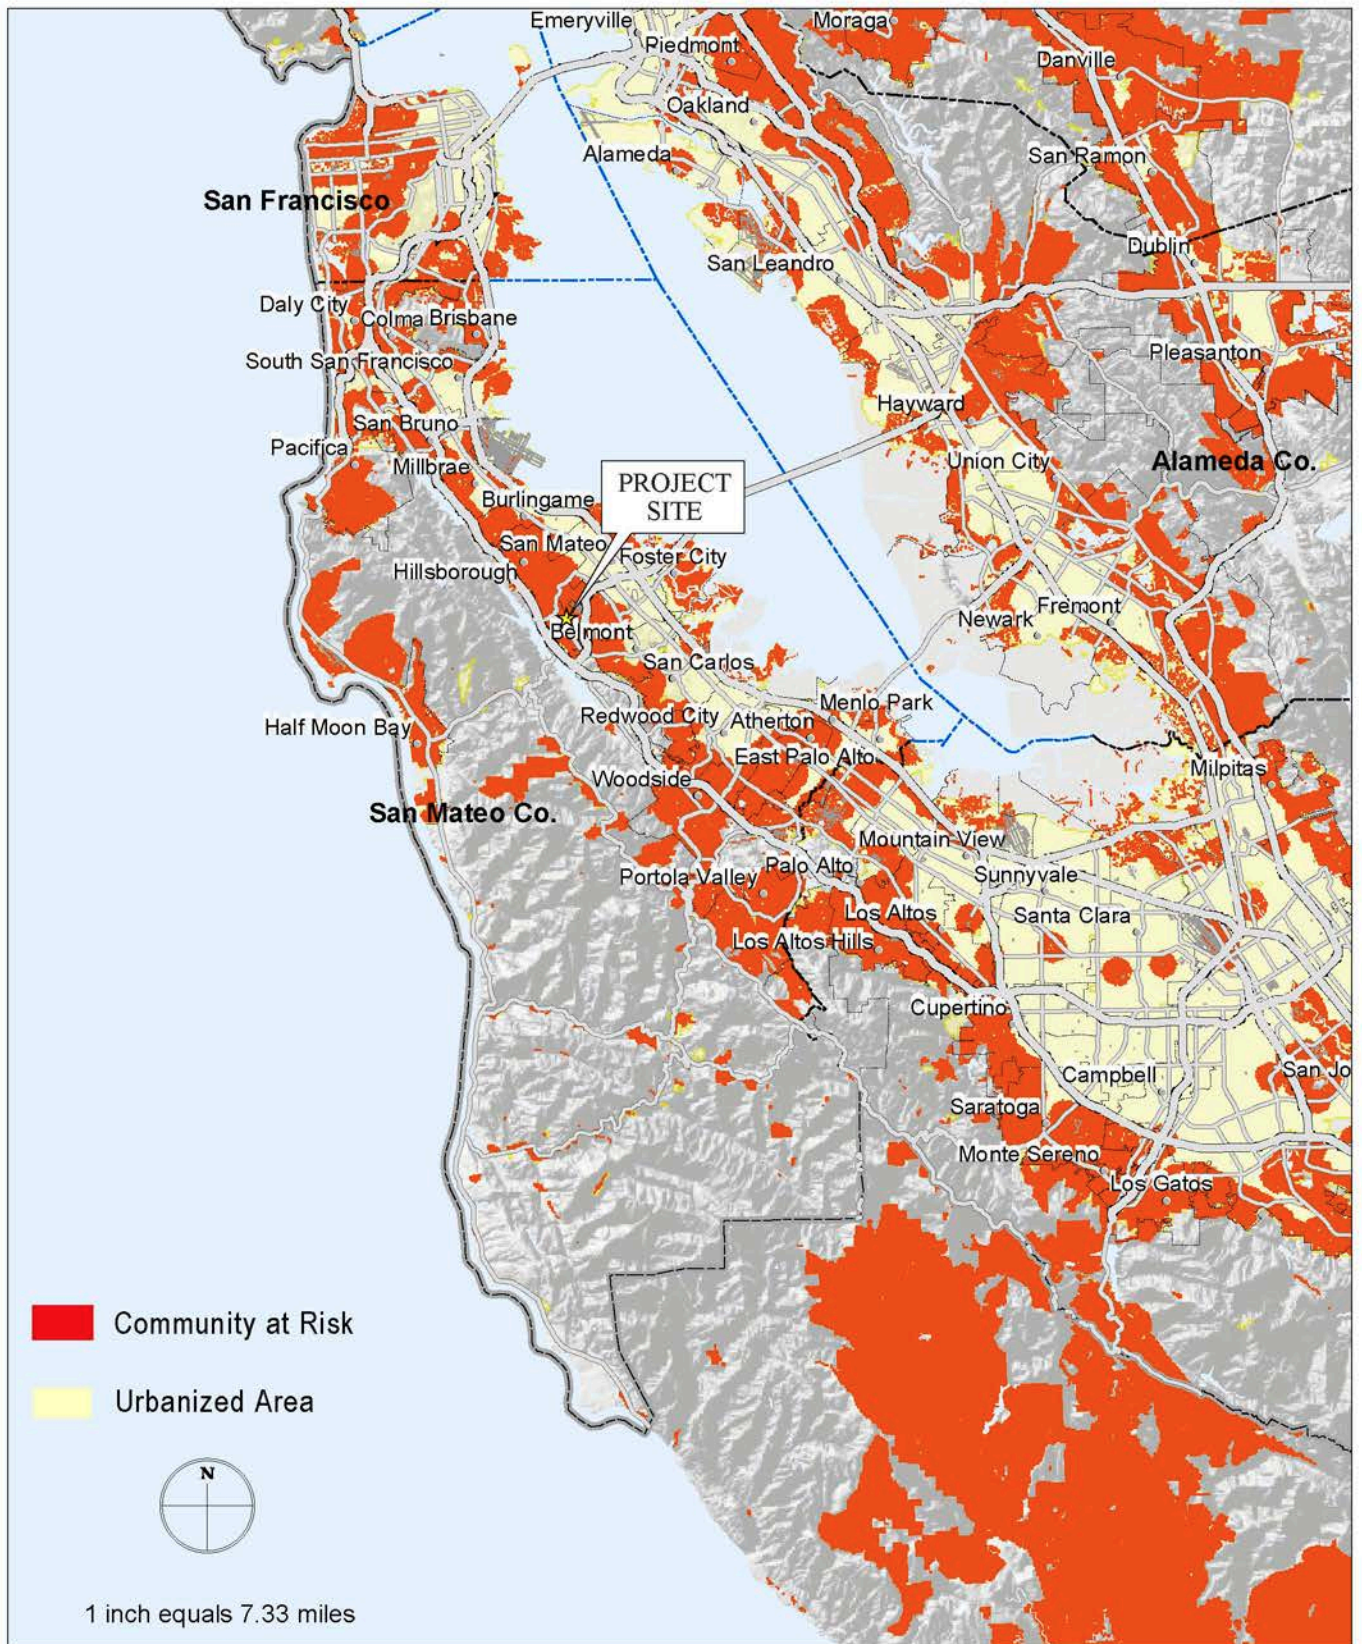 Emeryville
Moraga
Piedmont
Danville
Oakland
Alameda
San Ramon
San Francisco
Dublin
San Leandro
Daly City
Colma
Brisbane
South San Francisco
Pleasanton
Hayward
San Bruno
Pacifica
Millbrae
Union City
Alameda Co.
PROJECT
SITE
Burlingame
San Mateo
Foster City
Hillsborough
Fremont
Newark
Belmont
San Carlos
Menlo Park
Redwood City
Atherton
Half Moon Bay
East Palo Alto
Milpitas
Woodside
San Mateo Co.
Mountain View
Palo Alto
Sunnyvale
Portola Valley
Los Altos
Santa Clara
Los Altos Hills
Cupertino
Campbell
San Jo
Saratoga
Monte Sereno
Los Gatos
Community at Risk
Urbanized Area
N
1 inch equals 7.33 miles